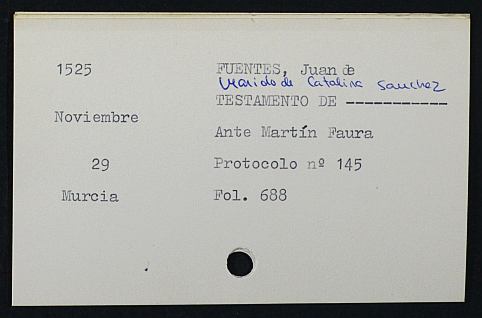 1525
FUENTES, Juan de
Marido de Catalina Sanchez
TESTAMENTO DE -----------
Noviembre
Ante Martín Faura
29
Protocolo nº 145
Murcia
Fol. 688